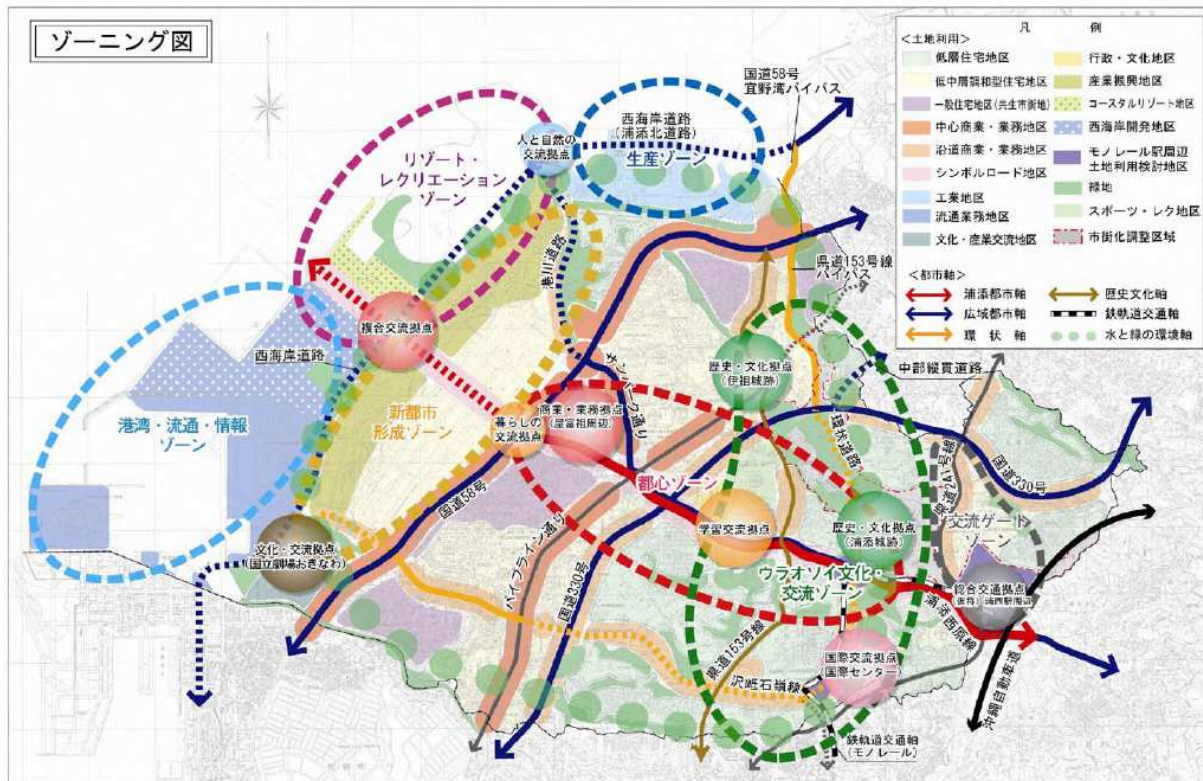 ゾーニング図
凡 例
＜土地利用＞
低層住宅地区
低中層調和型住宅地区
一般住宅地区(共生市街地)
中心商業・業務地区
沿道商業・業務地区
シンボルロード地区
工業地区
流通業務地区
文化・産業交流地区
行政・文化地区
産業振興地区
コースタルリゾート地区
西海岸開発地区
モノレール駅周辺
土地利用検討地区
緑地
スポーツ・レク地区
市街化調整区域
＜都市軸＞
浦添都市軸
広域都市軸
環 状 軸
歴史文化軸
鉄軌道交通軸
水と緑の環境軸
国道58号
宜野湾バイパス
西海岸道路
(浦添北道路)
生産ゾーン
人と自然の
交流拠点
リゾート・
レクリエーション
ゾーン
港川道路
県道153号線
バイパス
複合交流拠点
西海岸道路
歴史・文化拠点
(伊祖城跡)
中部縦貫道路
港湾・流通・情報
ゾーン
新都市
形成ゾーン
暮らしの
交流拠点
商業・業務拠点
(屋富祖周辺)
サンパーク通り
環状道路
県道241号線
国道330号
都心ゾーン
国道58号
パイプライン通り
学習交流拠点
歴史・文化拠点
(浦添城跡)
交流ゲート
ゾーン
文化・交流拠点
(国立劇場おきなわ)
国道330号
ウラオソイ文化・
交流ゾーン
総合交通拠点
(仮称)浦西駅周辺
浦添西原線
県道153号線
国際交流拠点
(国際センター)
沢岻石嶺線
沖縄自動車道
鉄軌道交通軸
(モノレール)